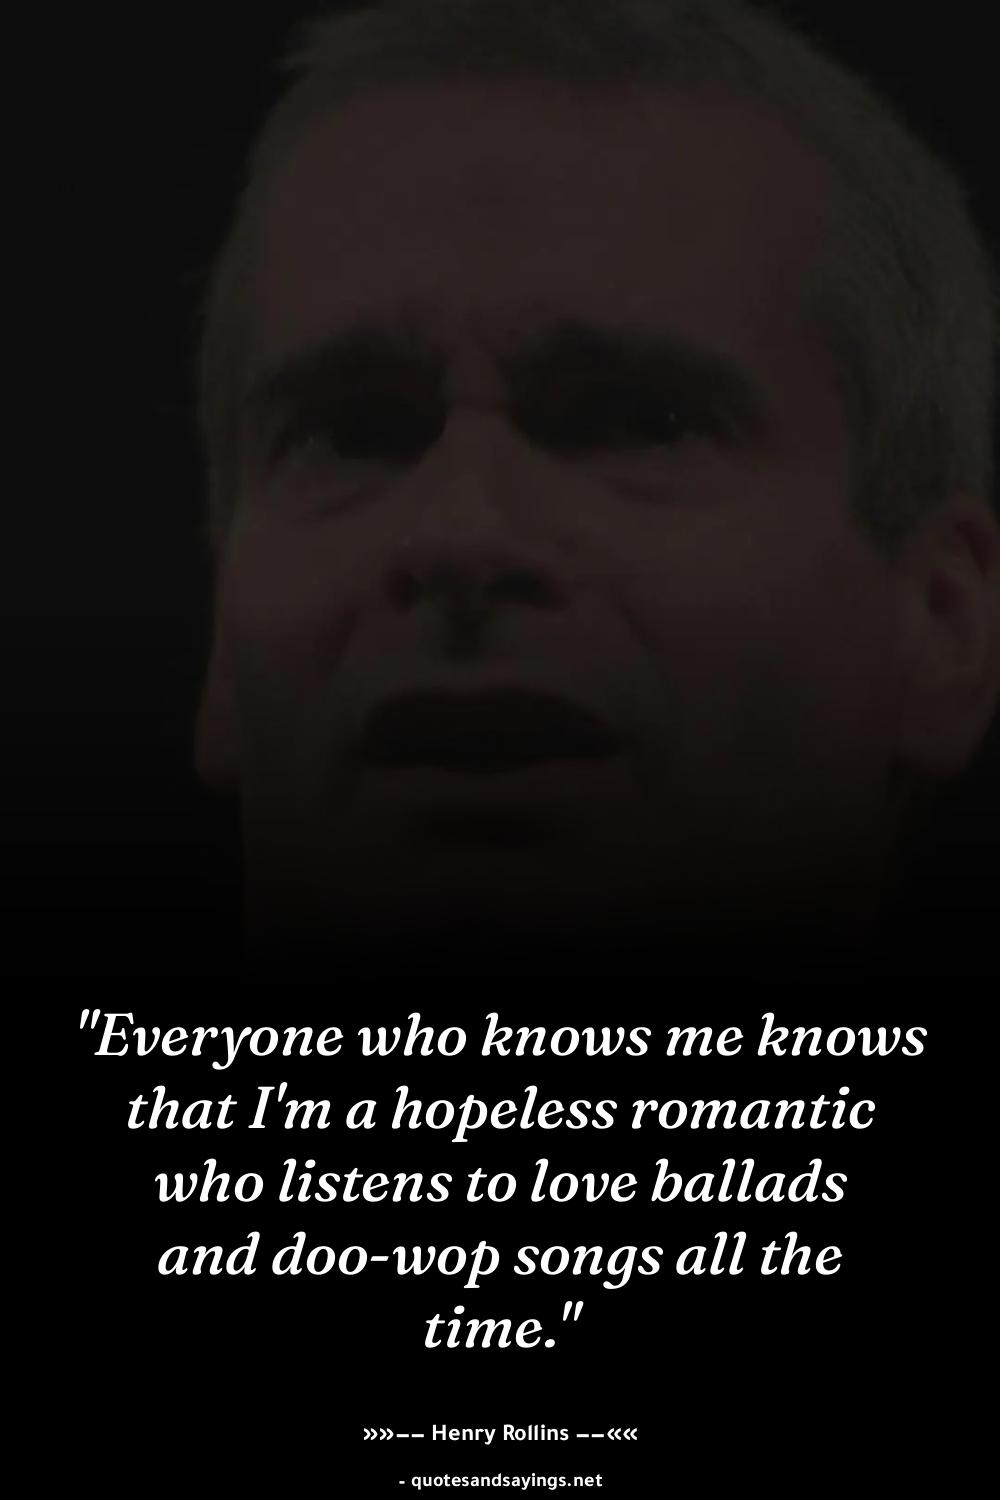 "Everyone who knows me knows
that I'm a hopeless romantic
who listens to love ballads
and doo-wop songs all the
time."
»»−− Henry Rollins −−««
- quotesandsayings.net